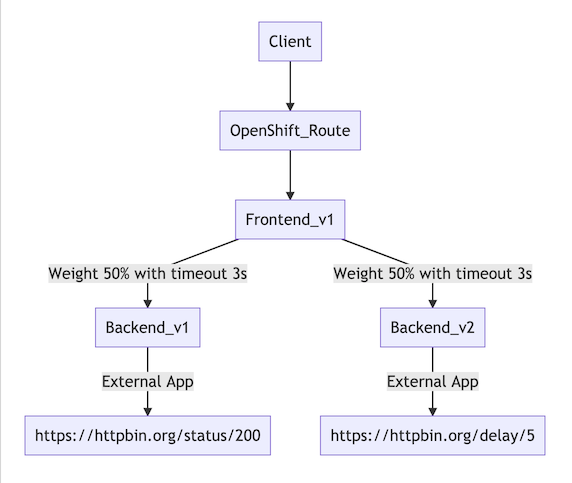 Client
OpenShift_Route
Frontend_v1
Weight 50% with timeout 3s
Weight 50% with timeout 3s
Backend_v1
Backend_v2
External App
External App
https://httpbin.org/status/200
https://httpbin.org/delay/5